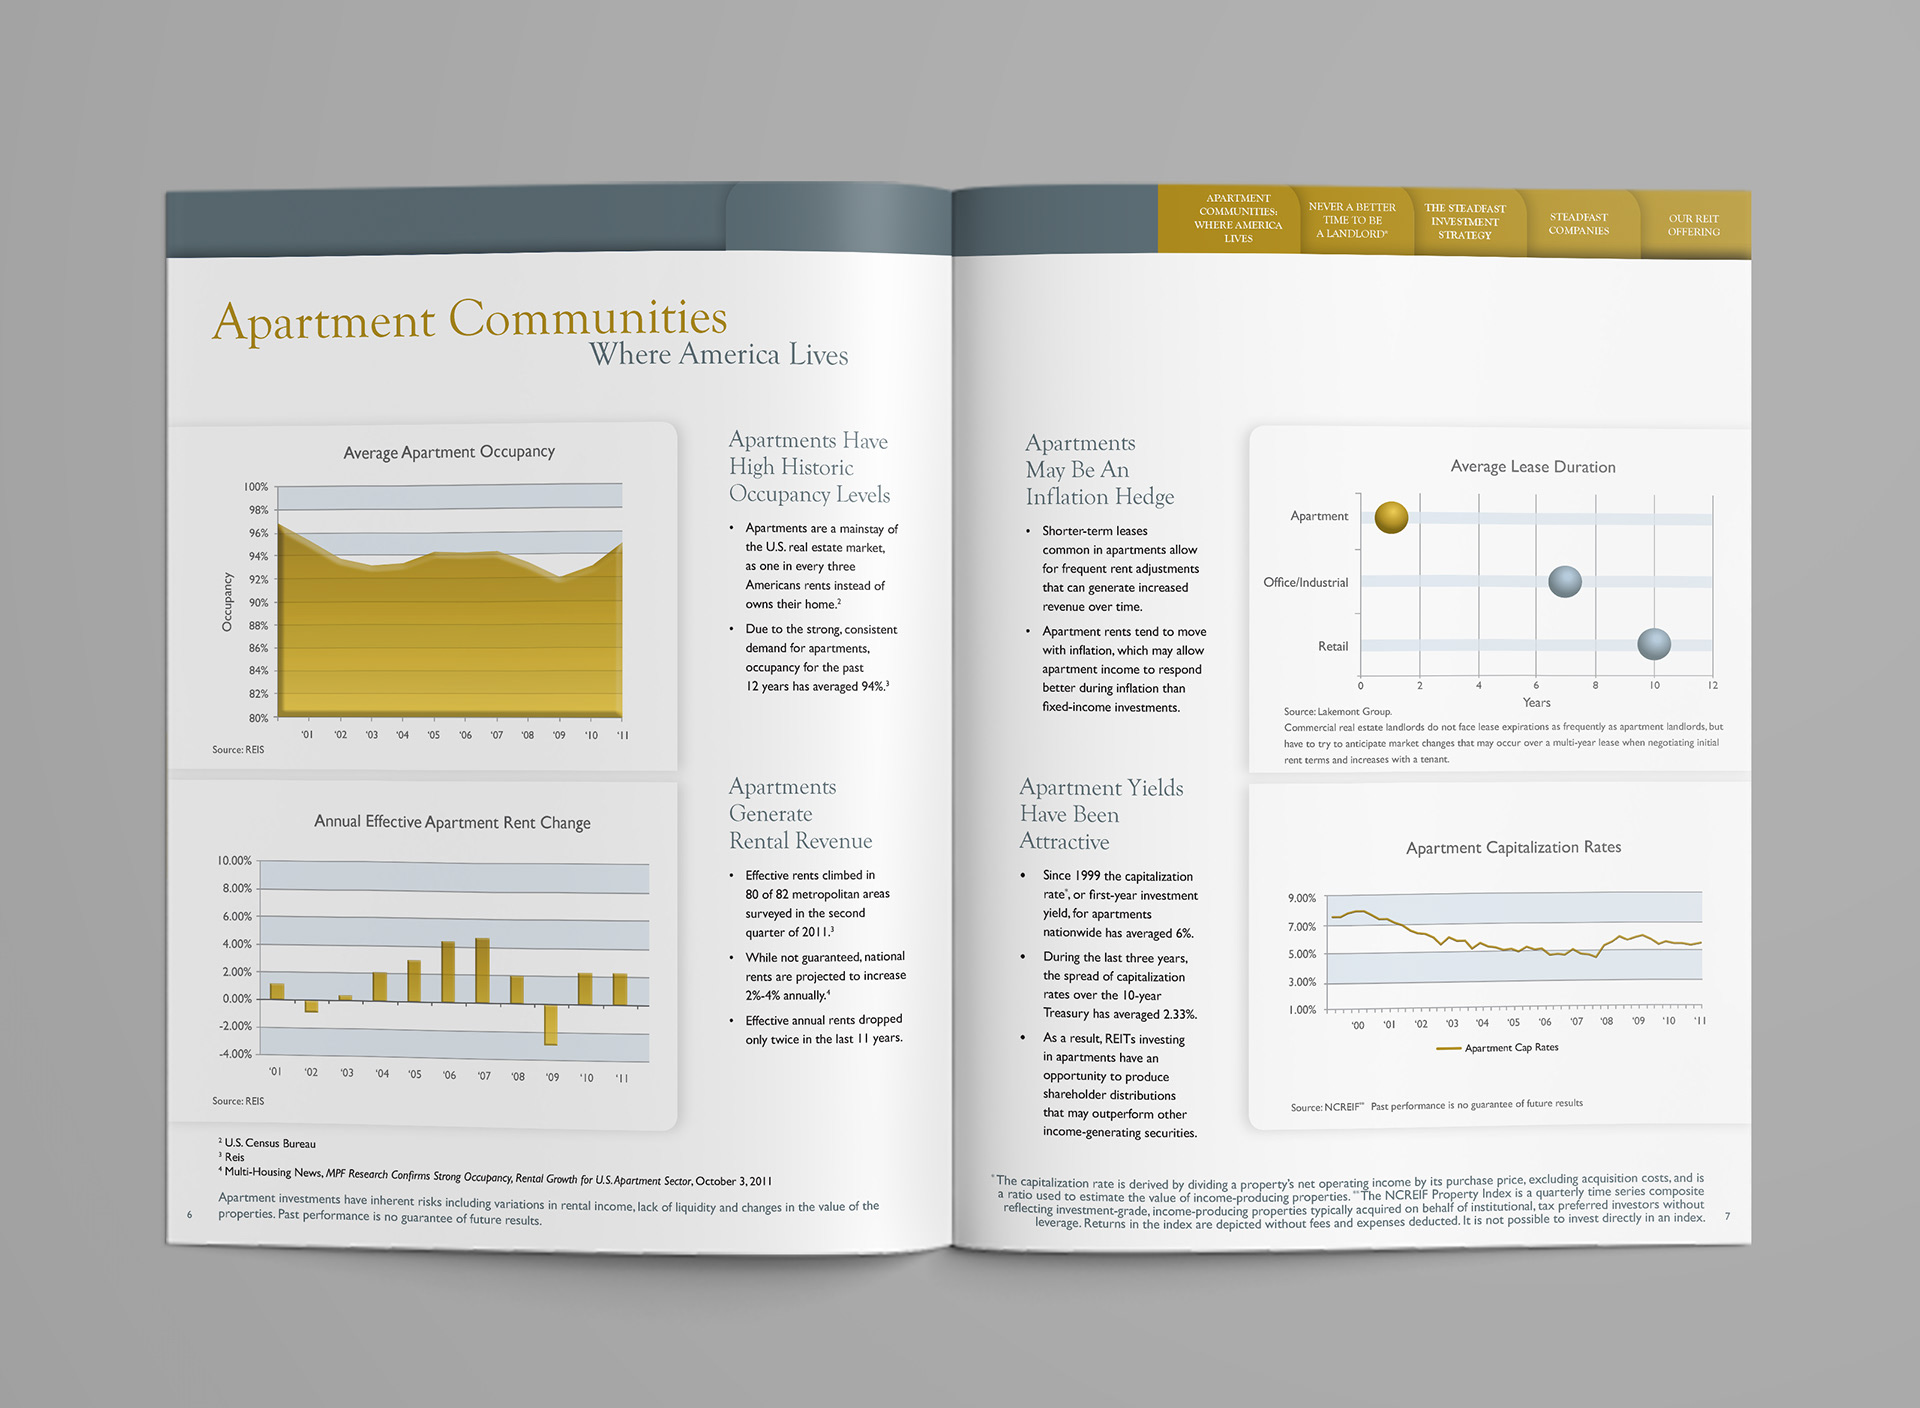 APARTMENT
COMMUNITIES:
WHERE AMERICA
LIVES
NEVER A BETTER
TIME TO BE
A LANDLORD*
THE STEADFAST
INVESTMENT
STRATEGY
STEADFAST
COMPANIES
OUR REIT
OFFERING
Apartment Communities
Where America Lives
Average Apartment Occupancy
Occupancy
100%
98%
96%
94%
92%
90%
88%
86%
84%
82%
80%
'01 '02 '03 '04 '05 '06 '07 '08 '09 '10 '11
Source: REIS
Apartments Have
High Historic
Occupancy Levels
• Apartments are a mainstay of
the U.S. real estate market,
as one in every three
Americans rents instead of
owns their home.2
• Due to the strong, consistent
demand for apartments,
occupancy for the past
12 years has averaged 94%.3
Annual Effective Apartment Rent Change
10.00%
8.00%
6.00%
4.00%
2.00%
0.00%
-2.00%
-4.00%
'01 '02 '03 '04 '05 '06 '07 '08 '09 '10 '11
Source: REIS
Apartments
Generate
Rental Revenue
• Effective rents climbed in
80 of 82 metropolitan areas
surveyed in the second
quarter of 2011.3
• While not guaranteed, national
rents are projected to increase
2%-4% annually.4
• Effective annual rents dropped
only twice in the last 11 years.
2 U.S. Census Bureau
3 Reis
4 Multi-Housing News, MPF Research Confirms Strong Occupancy, Rental Growth for U.S. Apartment Sector, October 3, 2011
Apartment investments have inherent risks including variations in rental income, lack of liquidity and changes in the value of the
properties. Past performance is no guarantee of future results.
6
Apartments
May Be An
Inflation Hedge
• Shorter-term leases
common in apartments allow
for frequent rent adjustments
that can generate increased
revenue over time.
• Apartment rents tend to move
with inflation, which may allow
apartment income to respond
better during inflation than
fixed-income investments.
Average Lease Duration
Apartment
Office/Industrial
Retail
0 2 4 6 8 10 12
Years
Source: Lakemont Group.
Commercial real estate landlords do not face lease expirations as frequently as apartment landlords, but
have to try to anticipate market changes that may occur over a multi-year lease when negotiating initial
rent terms and increases with a tenant.
Apartment Yields
Have Been
Attractive
• Since 1999 the capitalization
rate*, or first-year investment
yield, for apartments
nationwide has averaged 6%.
• During the last three years,
the spread of capitalization
rates over the 10-year
Treasury has averaged 2.33%.
• As a result, REITs investing
in apartments have an
opportunity to produce
shareholder distributions
that may outperform other
income-generating securities.
Apartment Capitalization Rates
9.00%
7.00%
5.00%
3.00%
1.00%
'00 '01 '02 '03 '04 '05 '06 '07 '08 '09 '10 '11
Apartment Cap Rates
Source: NCREIF** Past performance is no guarantee of future results
*The capitalization rate is derived by dividing a property's net operating income by its purchase price, excluding acquisition costs, and is
a ratio used to estimate the value of income-producing properties. **The NCREIF Property Index is a quarterly time series composite
reflecting investment-grade, income-producing properties typically acquired on behalf of institutional, tax preferred investors without
leverage. Returns in the index are depicted without fees and expenses deducted. It is not possible to invest directly in an index.
7